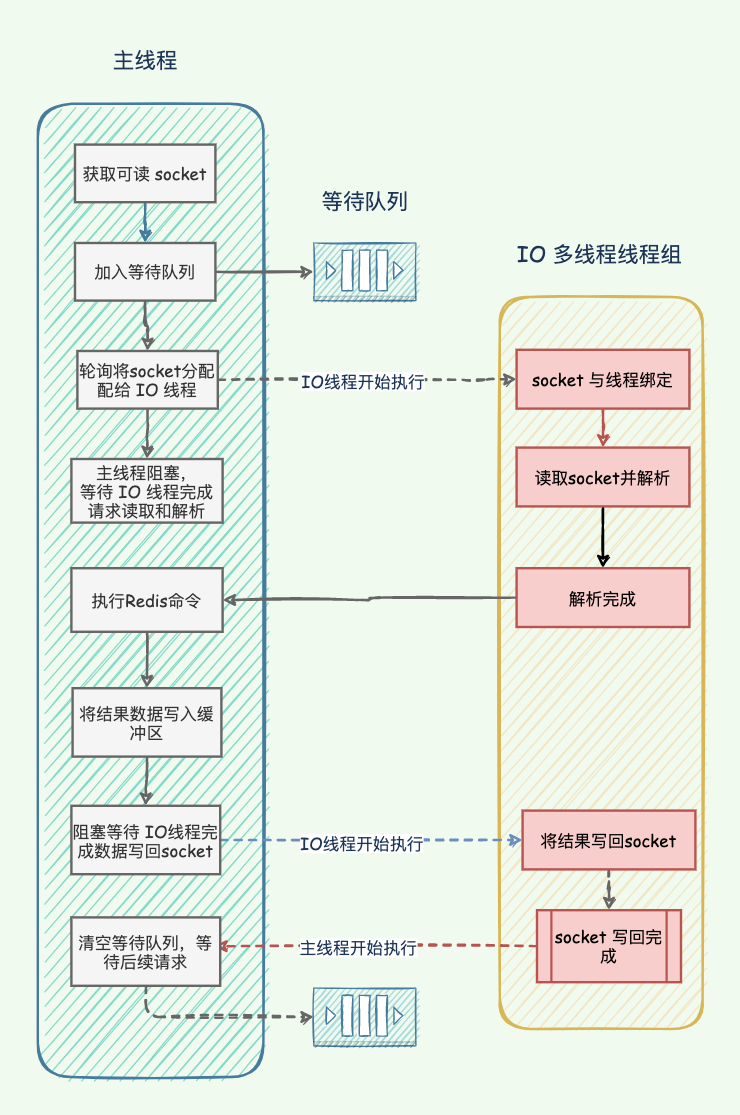 主线程
获取可读 socket
等待队列
加入等待队列
IO 多线程线程组
轮询将socket分配
配给 IO 线程
IO线程开始执行
socket 与线程绑定
主线程阻塞，
等待 IO 线程完成
请求读取和解析
读取socket并解析
执行Redis命令
解析完成
将结果数据写入缓
冲区
阻塞等待 IO线程完
成数据写回socket
IO线程开始执行
将结果写回socket
清空等待队列，等
待后续请求
主线程开始执行
socket 写回完
成